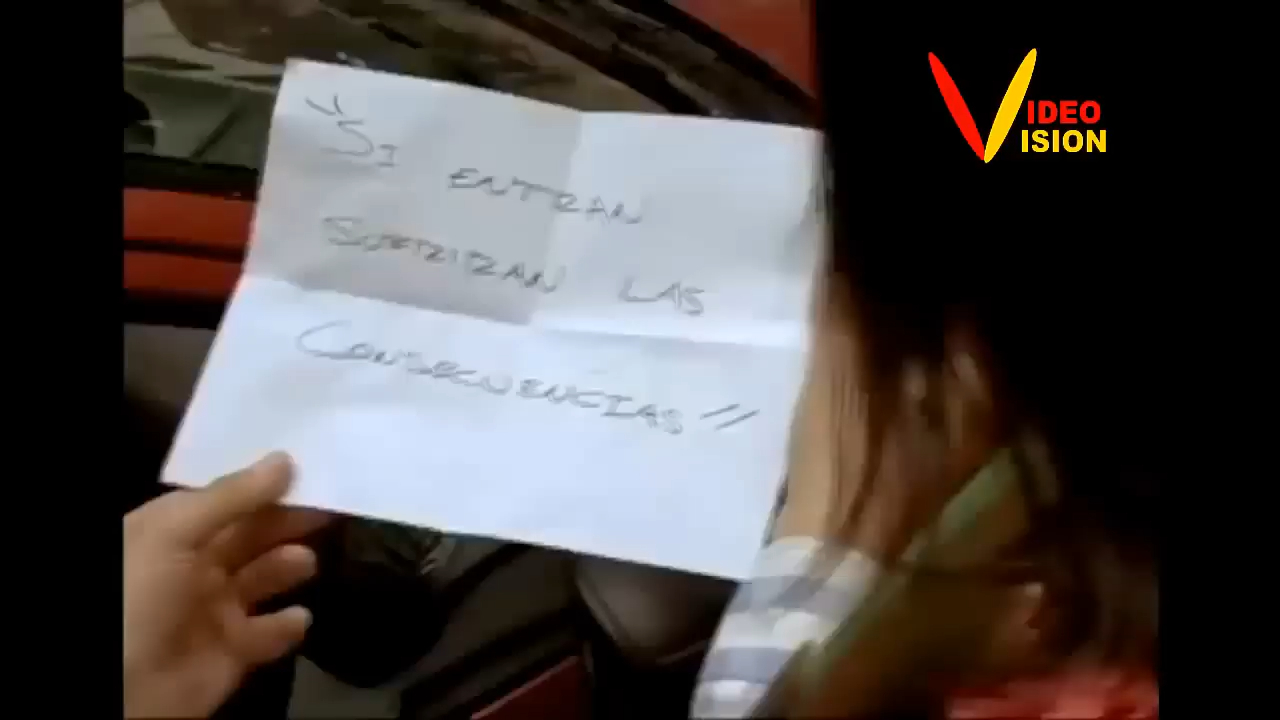 "SI ENTRAN
SUFRIRAN LAS
CONSECUENCIAS"
VIDEO
VISION